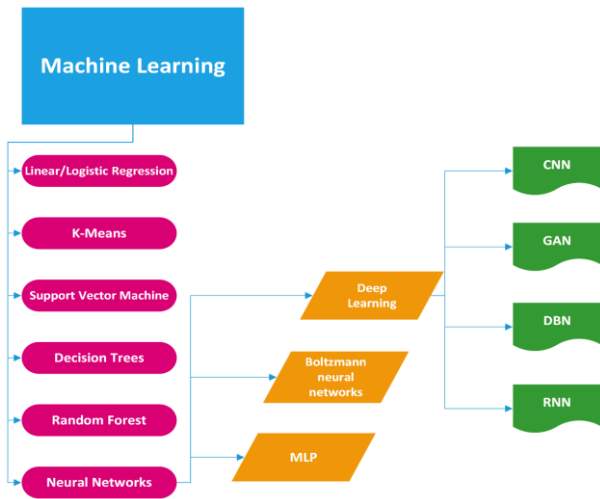 Machine Learning
Linear/Logistic Regression
K-Means
Support Vector Machine
Decision Trees
Random Forest
Neural Networks
Deep
Learning
Boltzmann
neural
networks
MLP
CNN
GAN
DBN
RNN